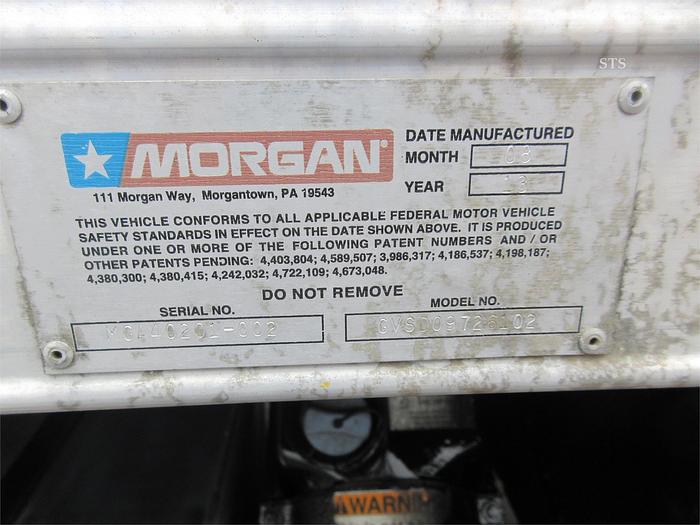 STS
MORGAN®
111 Morgan Way, Morgantown, PA 19543
DATE MANUFACTURED
MONTH 08
YEAR 13
THIS VEHICLE CONFORMS TO ALL APPLICABLE FEDERAL MOTOR VEHICLE
SAFETY STANDARDS IN EFFECT ON THE DATE SHOWN ABOVE. IT IS PRODUCED
UNDER ONE OR MORE OF THE FOLLOWING PATENT NUMBERS AND / OR
OTHER PATENTS PENDING: 4,403,804; 4,589,507; 3,986,317; 4,186,537; 4,198,187;
4,380,300; 4,380,415; 4,242,032; 4,722,109; 4,673,048.
DO NOT REMOVE
SERIAL NO.
MODEL NO.